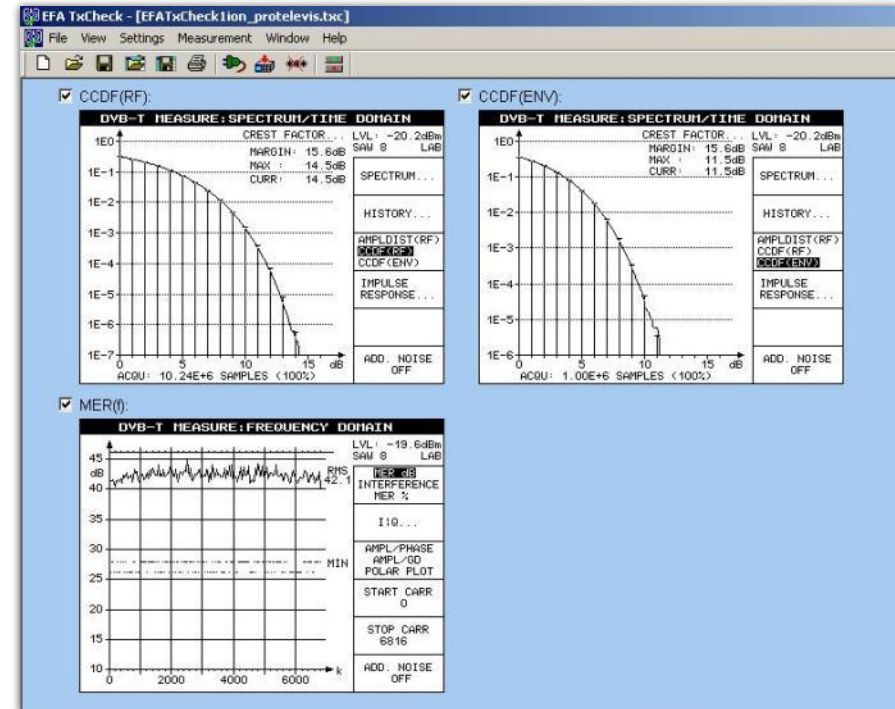 EFA TxCheck - [EFATxCheck1ion_protelevis.txc]
File View Settings Measurement Window Help
CCDF(RF):
DVB-T MEASURE:SPECTRUM/TIME DOMAIN
CREST FACTOR...
MARGIN: 15.6dB
MAX : 14.5dB
CURR: 14.5dB
LVL: -20.2dBm
SAW 8 LAB
SPECTRUM...
HISTORY...
AMPLDIST(RF)
CCDF(RF)
CCDF(ENV)
IMPULSE
RESPONSE...
ADD. NOISE
OFF
1E0
1E-1
1E-2
1E-3
1E-4
1E-5
1E-6
1E-7
0 5 10 15 dB
ACQU: 10.24E+6 SAMPLES (100%)
CCDF(ENV):
DVB-T MEASURE:SPECTRUM/TIME DOMAIN
CREST FACTOR...
MARGIN: 15.6dB
MAX : 11.5dB
CURR: 11.5dB
LVL: -20.2dBm
SAW 8 LAB
SPECTRUM...
HISTORY...
AMPLDIST(RF)
CCDF(RF)
CCDF(ENV)
IMPULSE
RESPONSE...
ADD. NOISE
OFF
1E0
1E-1
1E-2
1E-3
1E-4
1E-5
1E-6
0 5 10 15 dB
ACQU: 1.00E+6 SAMPLES (100%)
MER(f):
DVB-T MEASURE:FREQUENCY DOMAIN
LVL: -19.6dBm
SAW 8 LAB
MER dB
INTERFERENCE
MER %
I:Q...
AMPL/PHASE
AMPL/GD
POLAR PLOT
START CARR
0
STOP CARR
6816
ADD. NOISE
OFF
45
dB
40
35
30
25
20
15
10
RMS
42.1
MIN
0 2000 4000 6000 k